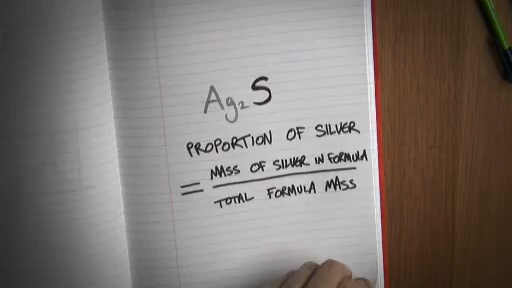 Ag₂S
PROPORTION OF SILVER
= MASS OF SILVER IN FORMULA
TOTAL FORMULA MASS